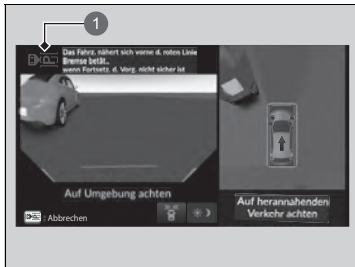 1
Das Fahrz. nähert sich vorne d. roten Linie
Bremse betät.,
wenn Fortsetz. d. Vorg. nicht sicher ist
Auf Umgebung achten
: Abbrechen
Auf herannahenden
Verkehr achten